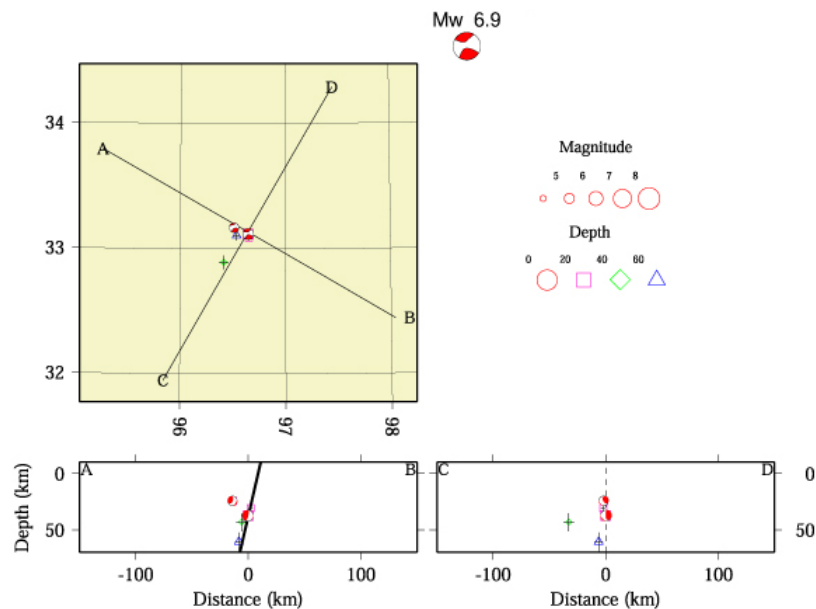 Mw 6.9
D
34
A
33
B
32
C
96
97
98
Magnitude
5 6 7 8
Depth
0 20 40 60
A B
C D
0
50
Depth (km)
-100 0 100
Distance (km)
0
50
-100 0 100
Distance (km)